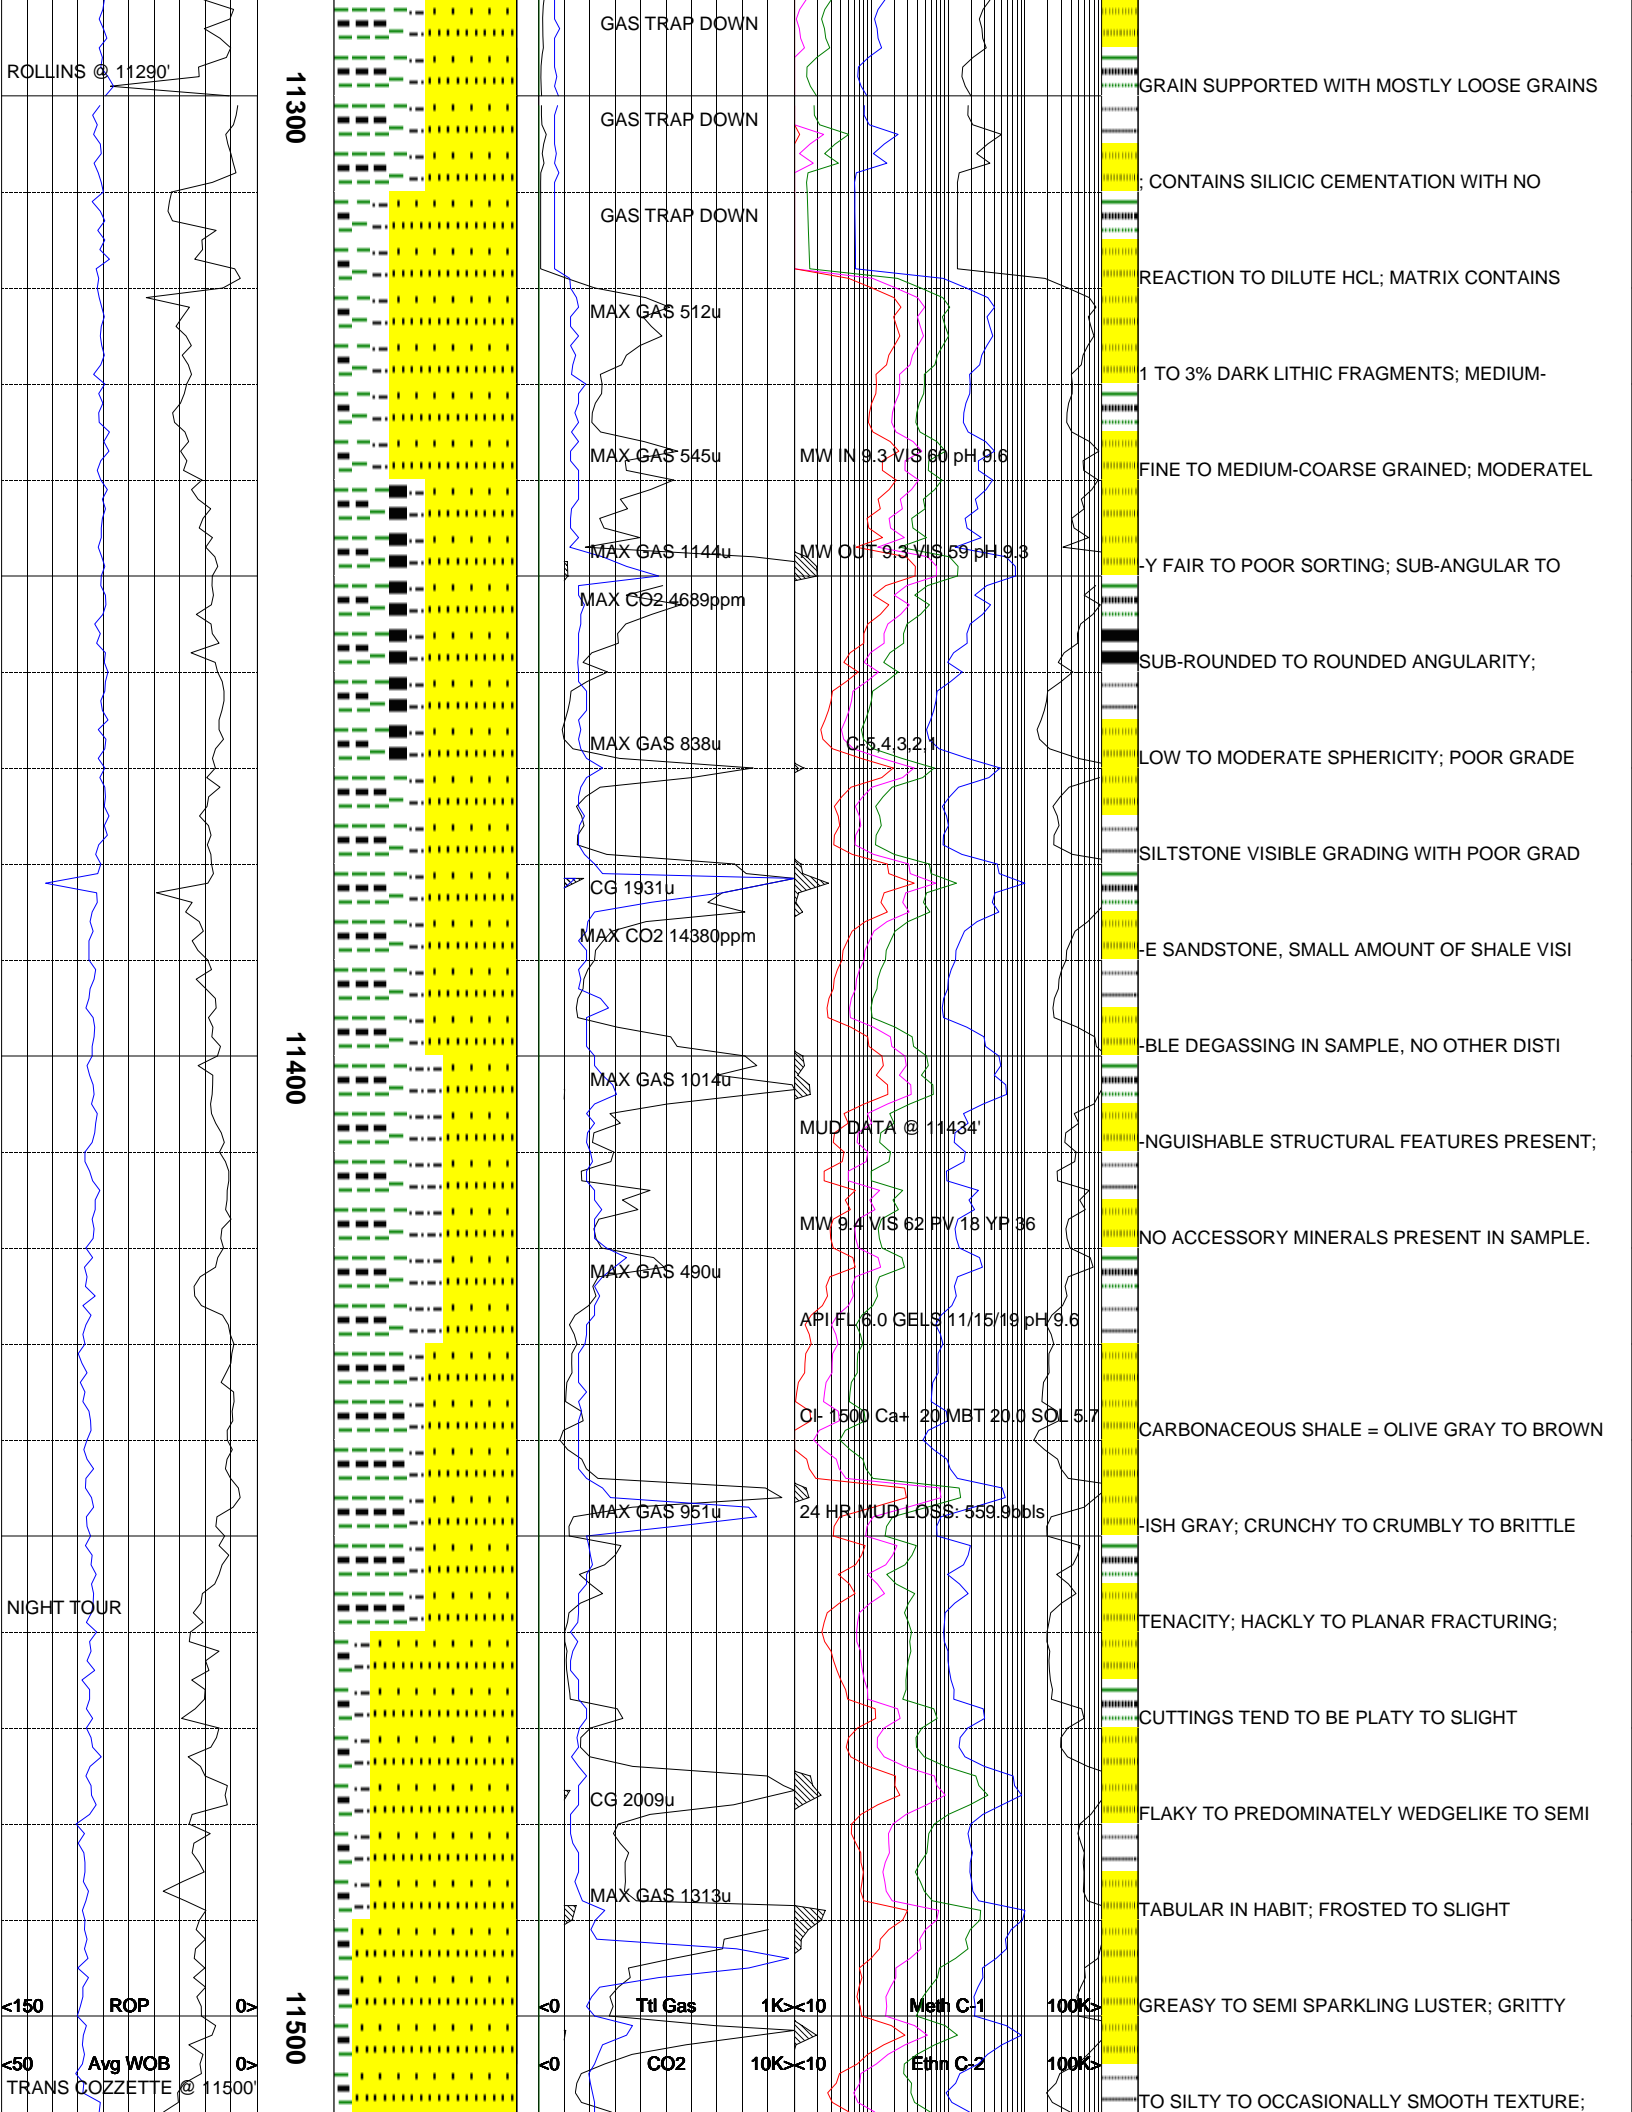 GAS TRAP DOWN
ROLLINS @ 11290'
GRAIN SUPPORTED WITH MOSTLY LOOSE GRAINS
11300
GAS TRAP DOWN
; CONTAINS SILICIC CEMENTATION WITH NO
GAS TRAP DOWN
REACTION TO DILUTE HCL; MATRIX CONTAINS
MAX GAS 512u
1 TO 3% DARK LITHIC FRAGMENTS; MEDIUM-
MAX GAS 545u
MW IN 9.3 VIS 60 pH 9.6
FINE TO MEDIUM-COARSE GRAINED; MODERATEL
MAX GAS 1144u
MW OUT 9.3 VIS 59 pH 9.3
-Y FAIR TO POOR SORTING; SUB-ANGULAR TO
MAX CO2 4689ppm
SUB-ROUNDED TO ROUNDED ANGULARITY;
MAX GAS 838u
C-5,4,3,2,1
LOW TO MODERATE SPHERICITY; POOR GRADE
SILTSTONE VISIBLE GRADING WITH POOR GRAD
CG 1931u
MAX CO2 14380ppm
-E SANDSTONE, SMALL AMOUNT OF SHALE VISI
11400
-BLE DEGASSING IN SAMPLE, NO OTHER DISTI
MAX GAS 1014u
MUD DATA @ 11434'
-NGUISHABLE STRUCTURAL FEATURES PRESENT;
MW 9.4 VIS 62 PV 18 YP 36
NO ACCESSORY MINERALS PRESENT IN SAMPLE.
MAX GAS 490u
API FL 6.0 GELS 11/15/19 pH 9.6
Cl- 1500 Ca+ 20 MBT 20.0 SOL 5.7
CARBONACEOUS SHALE = OLIVE GRAY TO BROWN
MAX GAS 951u
24 HR MUD LOSS: 559.9bbls
-ISH GRAY; CRUNCHY TO CRUMBLY TO BRITTLE
NIGHT TOUR
TENACITY; HACKLY TO PLANAR FRACTURING;
CUTTINGS TEND TO BE PLATY TO SLIGHT
CG 2009u
FLAKY TO PREDOMINATELY WEDGELIKE TO SEMI
MAX GAS 1313u
TABULAR IN HABIT; FROSTED TO SLIGHT
<150 ROP 0>
11500
<0 Ttl Gas 1K>
<10 Meth C-1 100K>
GREASY TO SEMI SPARKLING LUSTER; GRITTY
<50 Avg WOB 0>
<0 CO2 10K>
<10 Ethn C-2 100K>
TRANS COZZETTE @ 11500'
TO SILTY TO OCCASIONALLY SMOOTH TEXTURE;